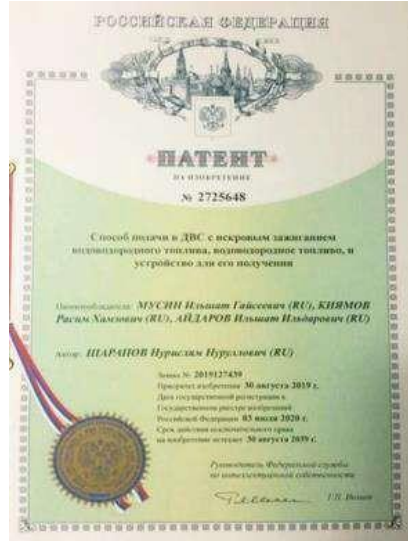 РОССИЙСКАЯ ФЕДЕРАЦИЯ
ПАТЕНТ
НА ИЗОБРЕТЕНИЕ
№ 2725648
Способ подачи в ДВС с искровым зажиганием
водоводородного топлива, водоводородное топливо, и
устройство для его получения
Патентообладатели: МУСИН Ильшат Гайсеевич (RU), КИЯМОВ
Расим Хамзович (RU), АЙДАРОВ Ильшат Ильдарович (RU)
Автор: ШАРАПОВ Нурислям Нуруллович (RU)
Заявка № 2019127439
Приоритет изобретения 30 августа 2019 г.
Дата государственной регистрации в
Государственном реестре изобретений
Российской Федерации 03 июля 2020 г.
Срок действия исключительного права
на изобретение истекает 30 августа 2039 г.
Руководитель Федеральной службы
по интеллектуальной собственности
Г.П. Ивлиев